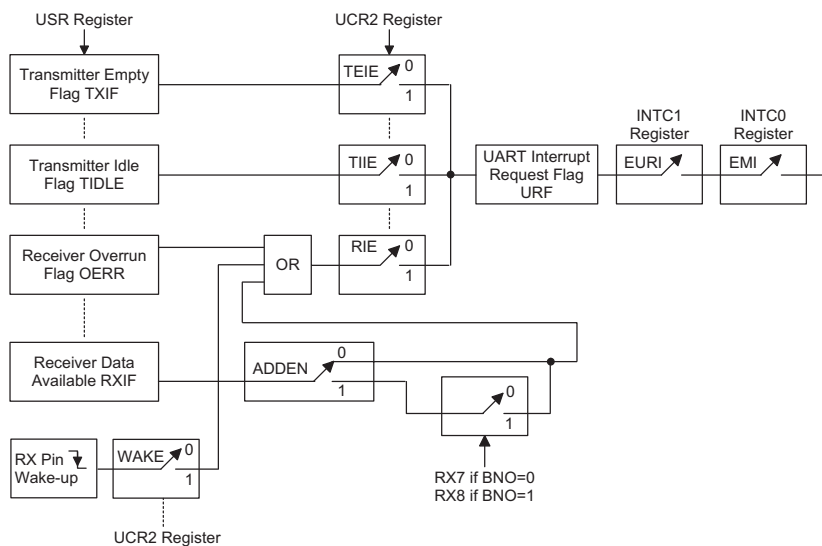 USR Register
UCR2 Register
Transmitter Empty
Flag TXIF
TEIE
0
1
INTC1
Register
INTC0
Register
Transmitter Idle
Flag TIDLE
TIIE
0
1
UART Interrupt
Request Flag
URF
EURI
EMI
Receiver Overrun
Flag OERR
OR
RIE
0
1
Receiver Data
Available RXIF
ADDEN
0
1
0
1
RX Pin
Wake-up
WAKE
0
1
RX7 if BNO=0
RX8 if BNO=1
UCR2 Register